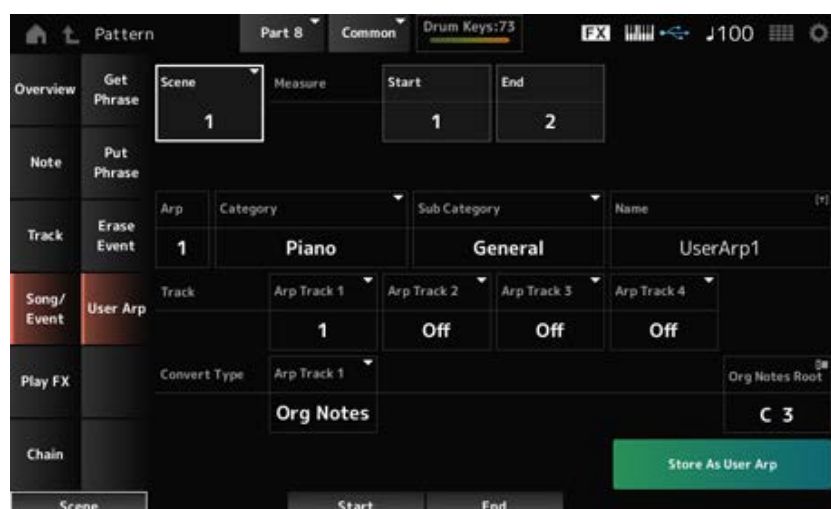 Pattern
Part 8
Common
Drum Keys:73
FX
♩100
Overview
Note
Track
Song/
Event
Play FX
Chain
Get
Phrase
Put
Phrase
Erase
Event
User Arp
Scene
1
Measure
Start
1
End
2
Arp
1
Category
Piano
Sub Category
General
Name
[T]
UserArp1
Track
Arp Track 1
1
Arp Track 2
Off
Arp Track 3
Off
Arp Track 4
Off
Convert Type
Arp Track 1
Org Notes
Org Notes Root
C 3
Store As User Arp
Scene
Start
End